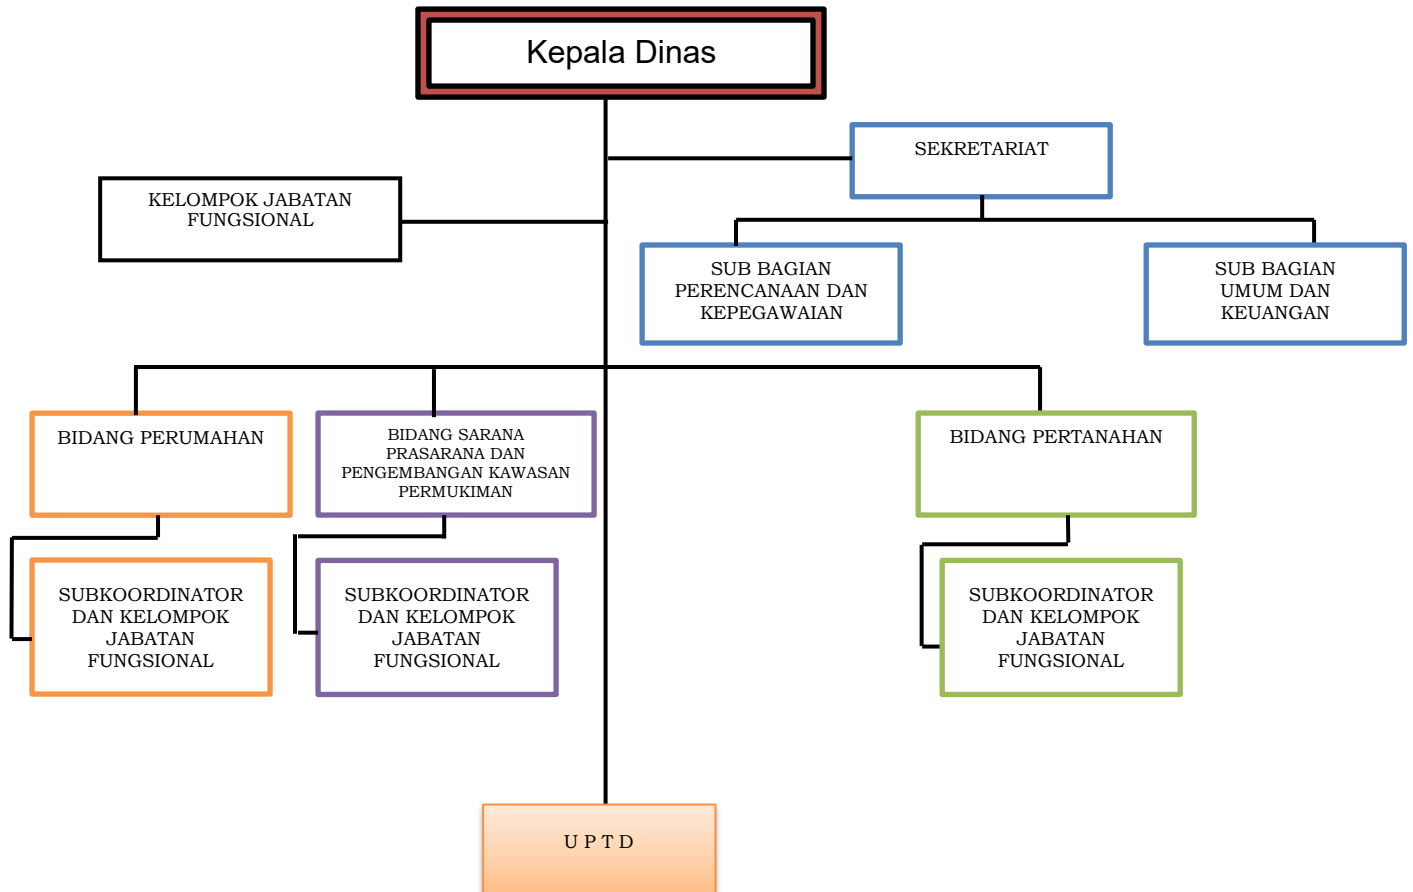 Kepala Dinas
SEKRETARIAT
KELOMPOK JABATAN
FUNGSIONAL
SUB BAGIAN
PERENCANAAN DAN
KEPEGAWAIAN
SUB BAGIAN
UMUM DAN
KEUANGAN
BIDANG PERUMAHAN
BIDANG SARANA
PRASARANA DAN
PENGEMBANGAN KAWASAN
PERMUKIMAN
BIDANG PERTANAHAN
SUBKOORDINATOR
DAN KELOMPOK
JABATAN
FUNGSIONAL
SUBKOORDINATOR
DAN KELOMPOK
JABATAN
FUNGSIONAL
SUBKOORDINATOR
DAN KELOMPOK
JABATAN
FUNGSIONAL
U P T D